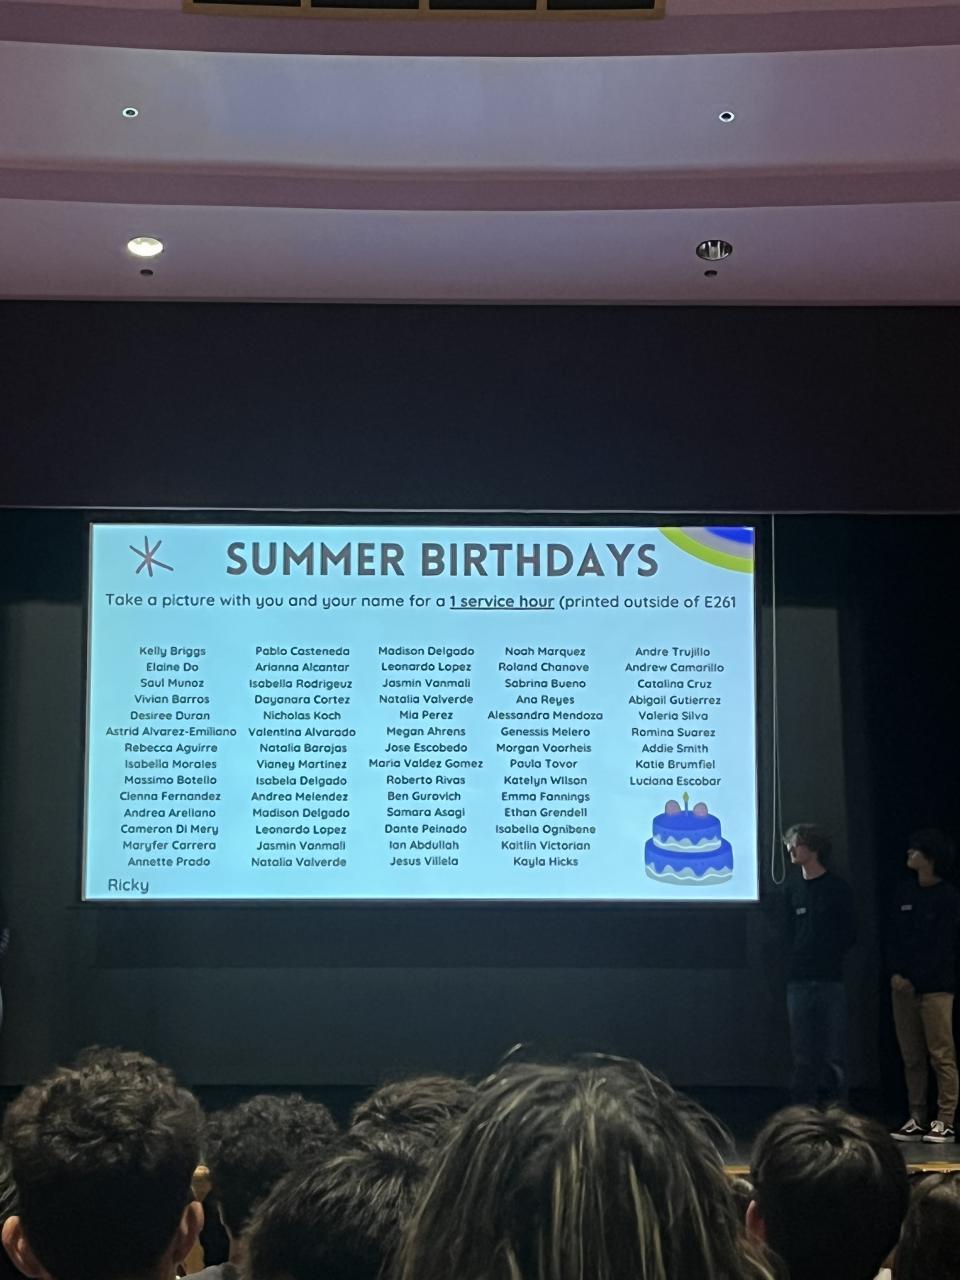 SUMMER BIRTHDAYS
Take a picture with you and your name for a 1 service hour (printed outside of E261
Kelly Briggs
Elaine Do
Saul Munoz
Vivian Barros
Desiree Duran
Astrid Alvarez-Emiliano
Rebecca Aguirre
Isabella Morales
Massimo Botello
Cienna Fernandez
Andrea Arellano
Cameron Di Mery
Maryfer Carrera
Annette Prado
Pablo Casteneda
Arianna Alcantar
Isabella Rodrigeuz
Dayanara Cortez
Nicholas Koch
Valentina Alvarado
Natalia Barajas
Vianey Martinez
Isabela Delgado
Andrea Melendez
Madison Delgado
Leonardo Lopez
Jasmin Vanmali
Natalia Valverde
Madison Delgado
Leonardo Lopez
Jasmin Vanmali
Natalia Valverde
Mia Perez
Megan Ahrens
Jose Escobedo
Maria Valdez Gomez
Roberto Rivas
Ben Gurovich
Samara Asagi
Dante Peinado
Ian Abdullah
Jesus Villela
Noah Marquez
Roland Chanove
Sabrina Bueno
Ana Reyes
Alessandra Mendoza
Genessis Melero
Morgan Voorheis
Paula Tovor
Katelyn WIlson
Emma Fannings
Ethan Grendell
Isabella Ognibene
Kaitlin Victorian
Kayla Hicks
Andre Trujillo
Andrew Camarillo
Catalina Cruz
Abigail Gutierrez
Valeria Silva
Romina Suarez
Addie Smith
Katie Brumfiel
Luciana Escobar
Ricky